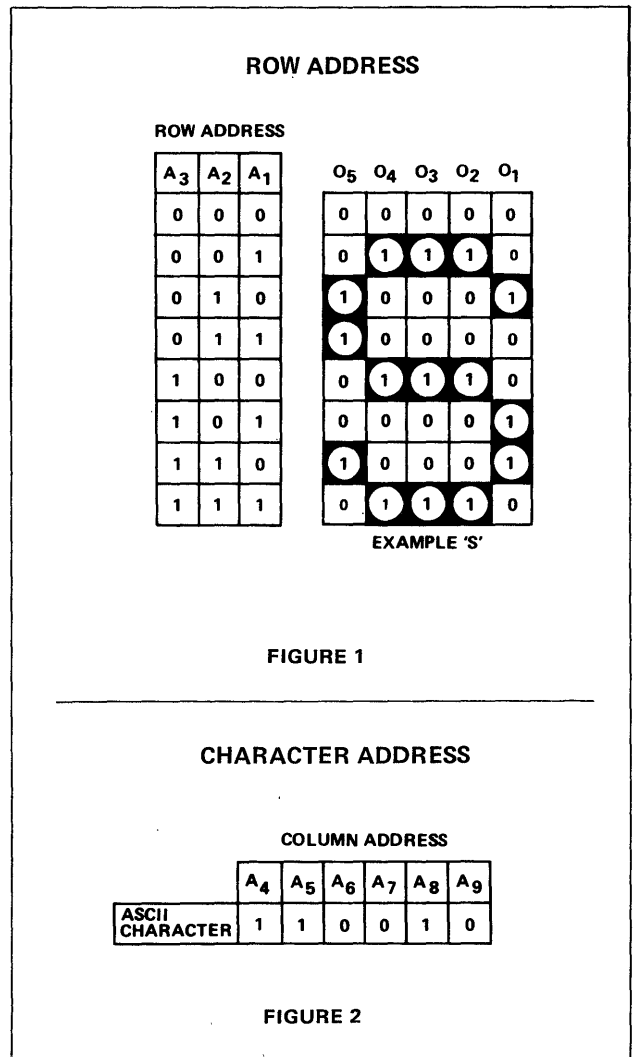 ROW ADDRESS
ROW ADDRESS
A3 A2 A1 O5 O4 O3 O2 O1
0 0 0 0 0 0 0 0
0 0 1 0 1 1 1 0
0 1 0 1 0 0 0 1
0 1 1 1 0 0 0 0
1 0 0 0 1 1 1 0
1 0 1 0 0 0 0 1
1 1 0 1 0 0 0 1
1 1 1 0 1 1 1 0
EXAMPLE 'S'
FIGURE 1
CHARACTER ADDRESS
COLUMN ADDRESS
A4 A5 A6 A7 A8 A9
ASCII
CHARACTER 1 1 0 0 1 0
FIGURE 2